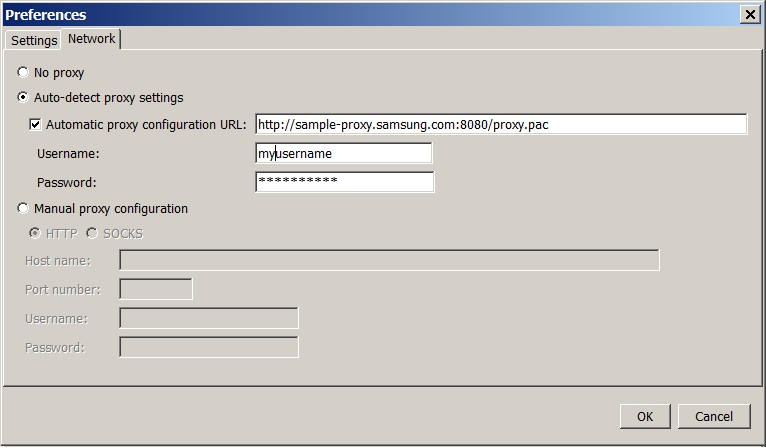 Preferences
Settings Network
No proxy
Auto-detect proxy settings
Automatic proxy configuration URL: http://sample-proxy.samsung.com:8080/proxy.pac
Username: myusername
Password: **********
Manual proxy configuration
HTTP SOCKS
Host name:
Port number:
Username:
Password:
OK Cancel